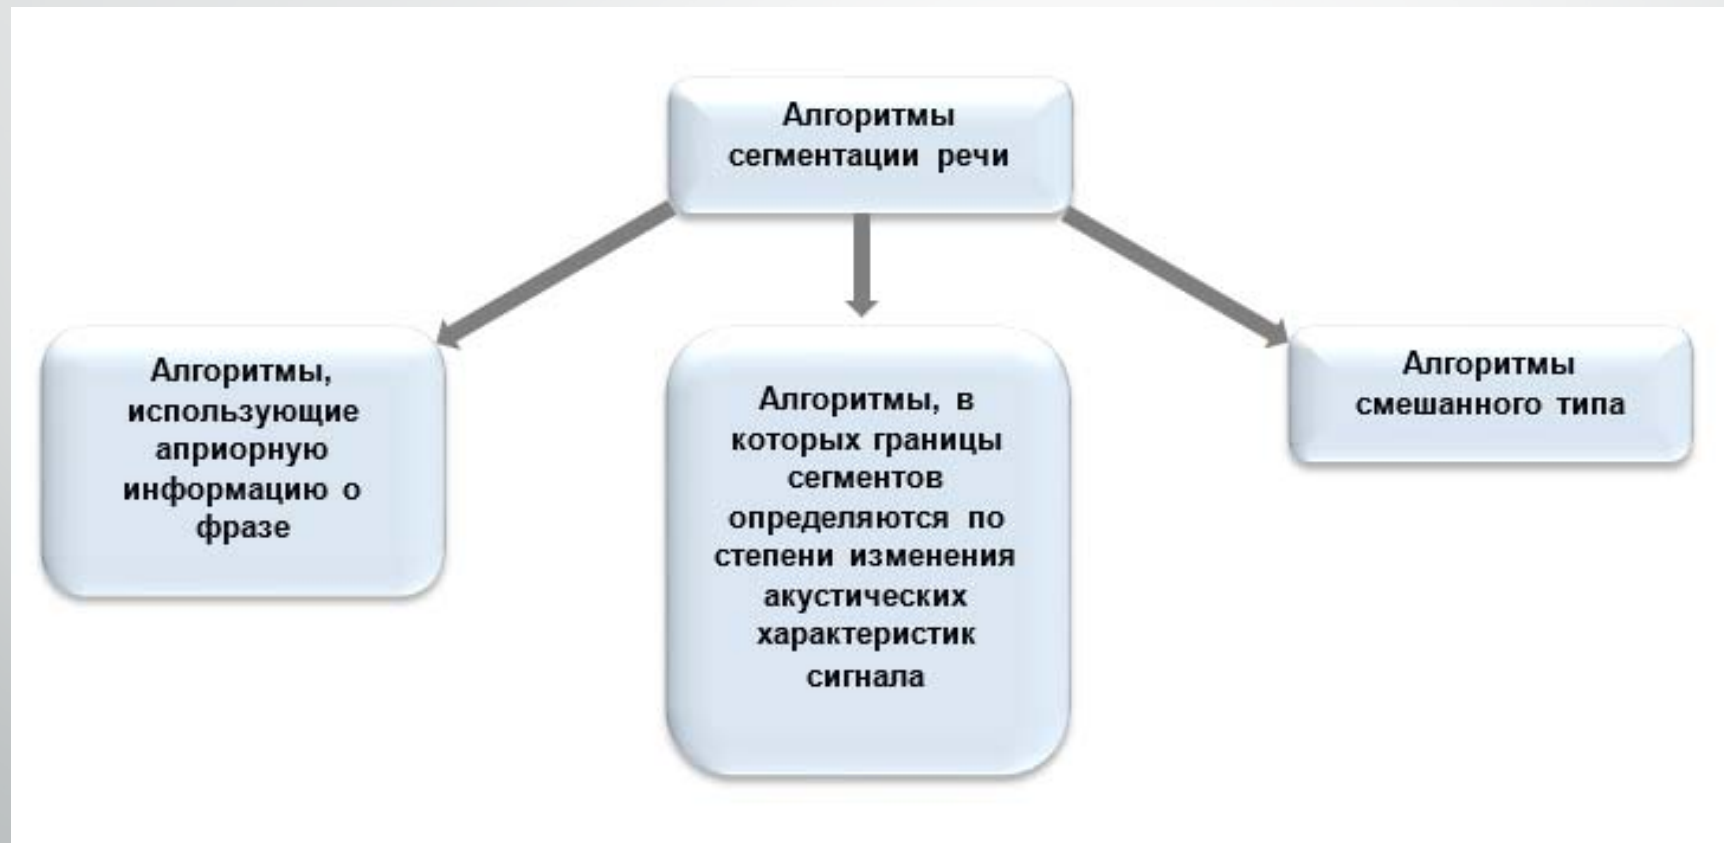 Алгоритмы
сегментации речи
Алгоритмы,
использующие
априорную
информацию о
фразе
Алгоритмы, в
которых границы
сегментов
определяются по
степени изменения
акустических
характеристик
сигнала
Алгоритмы
смешанного типа